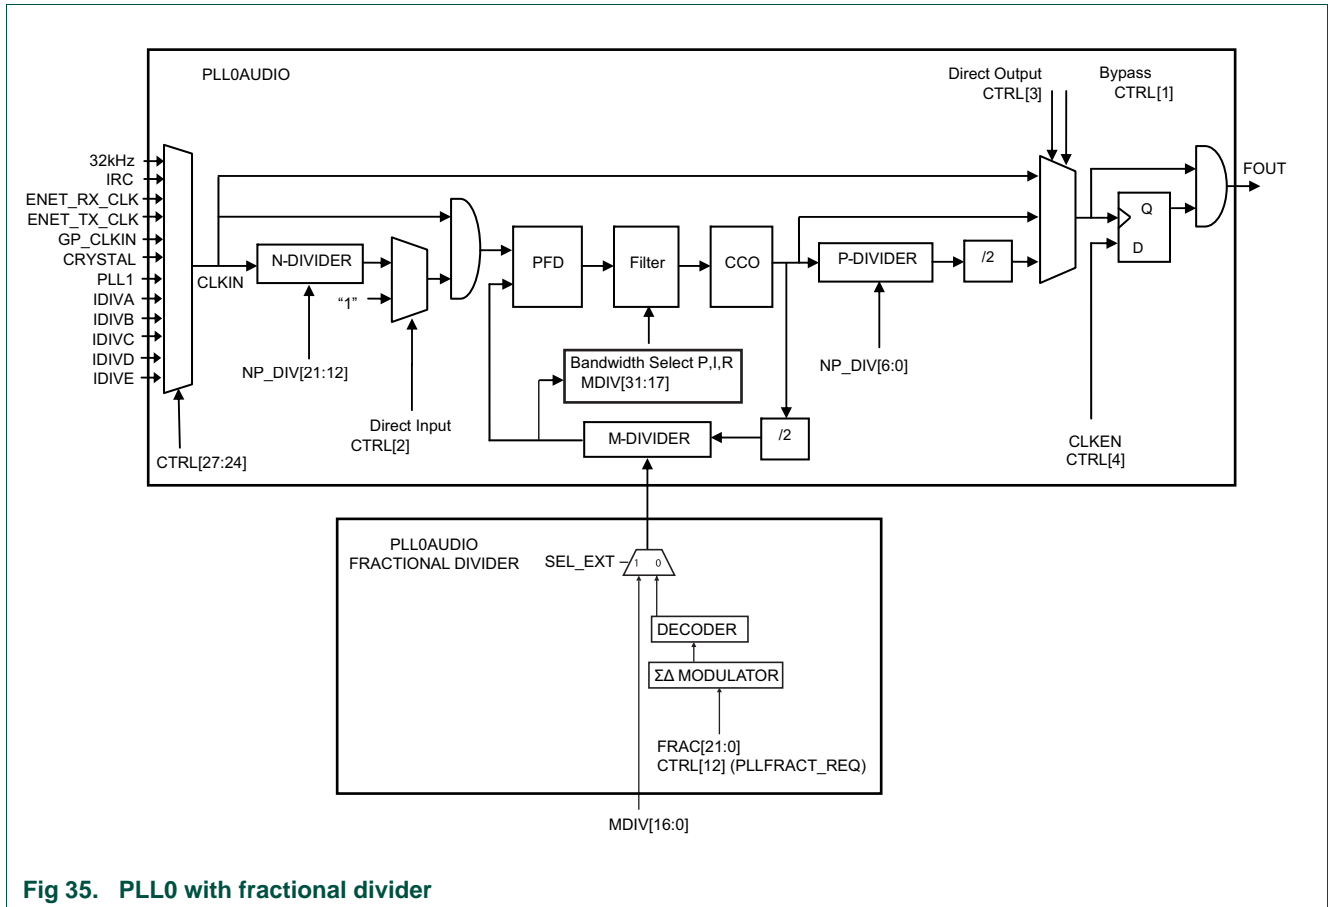 PLL0AUDIO
Direct Output
CTRL[3]
Bypass
CTRL[1]
32kHz
IRC
ENET_RX_CLK
ENET_TX_CLK
GP_CLKIN
CRYSTAL
PLL1
IDIVA
IDIVB
IDIVC
IDIVD
IDIVE
CLKIN
N-DIVIDER
"1"
NP_DIV[21:12]
Direct Input
CTRL[2]
CTRL[27:24]
PFD
Filter
CCO
P-DIVIDER
/2
NP_DIV[6:0]
Bandwidth Select P,I,R
MDIV[31:17]
M-DIVIDER
/2
Q
D
FOUT
CLKEN
CTRL[4]
PLL0AUDIO
FRACTIONAL DIVIDER
SEL_EXT
1 0
DECODER
ΣΔ MODULATOR
FRAC[21:0]
CTRL[12] (PLLFRACT_REQ)
MDIV[16:0]
Fig 35. PLL0 with fractional divider